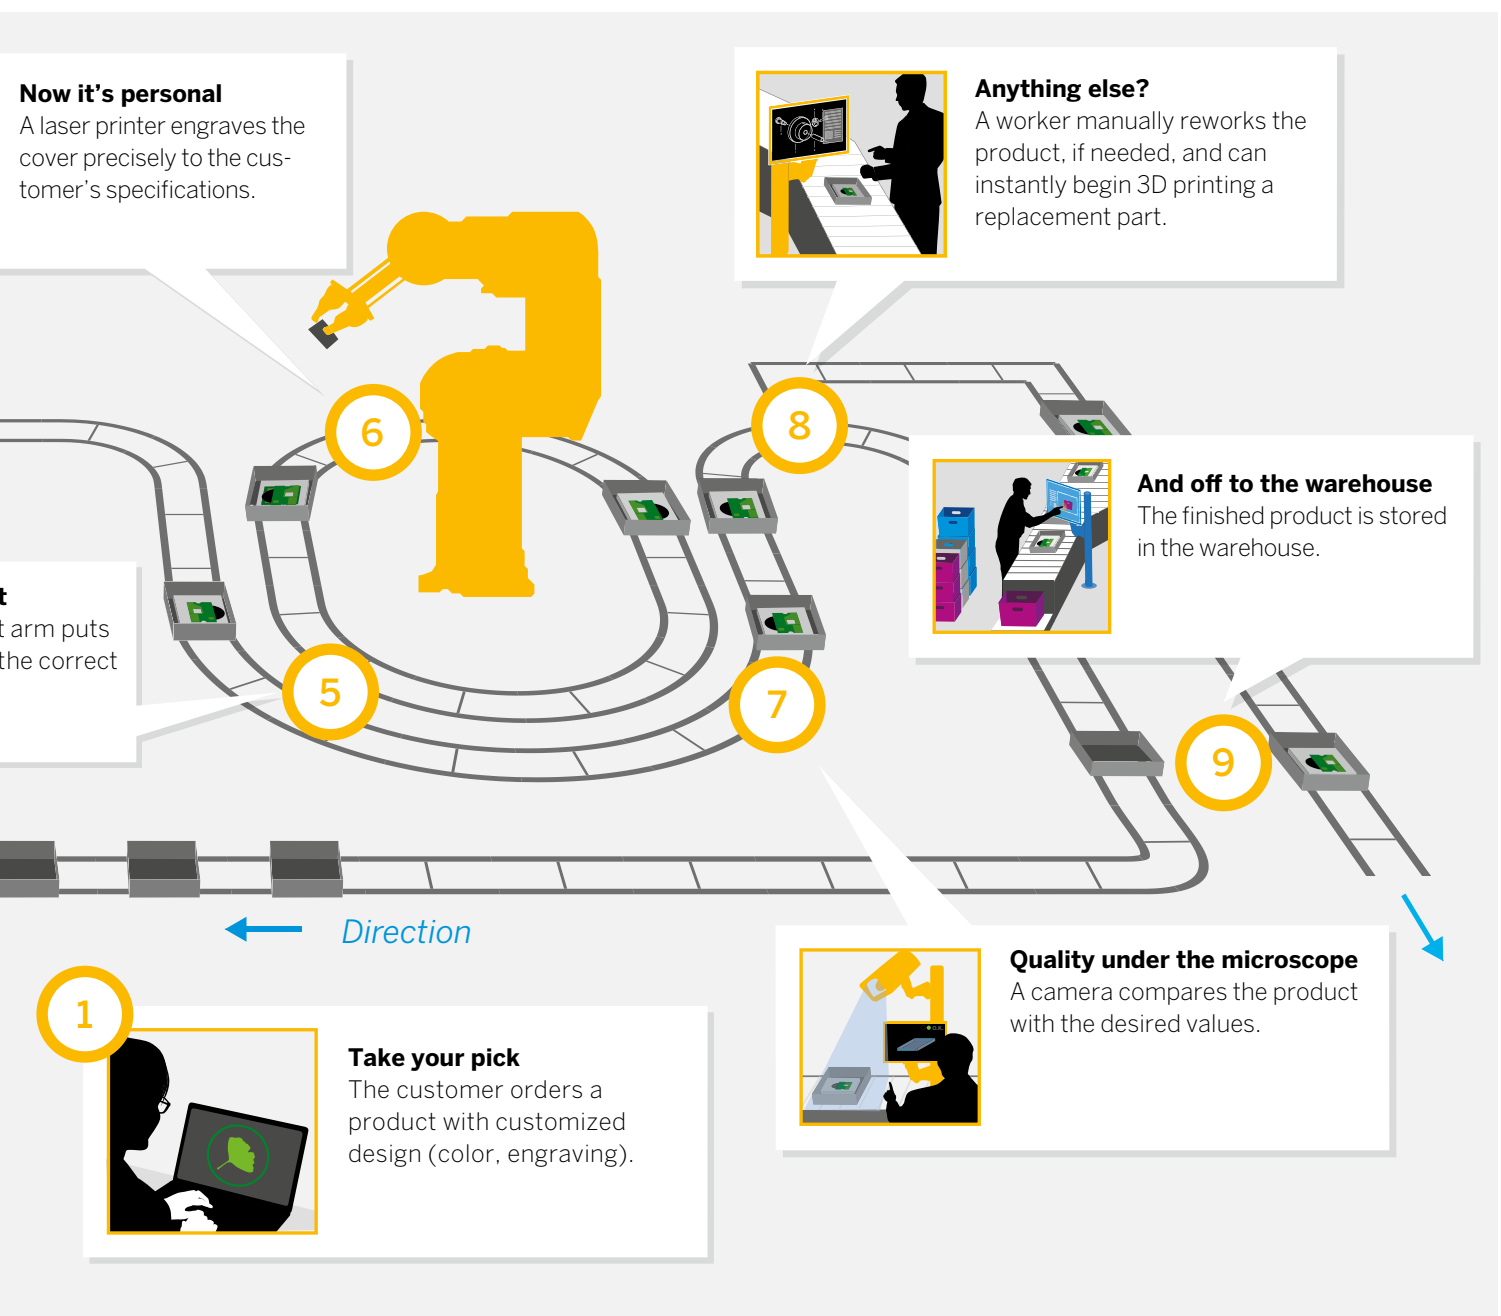 Now it's personal
A laser printer engraves the
cover precisely to the cus-
tomer's specifications.
Anything else?
A worker manually reworks the
product, if needed, and can
instantly begin 3D printing a
replacement part.
6
8
And off to the warehouse
The finished product is stored
in the warehouse.
t
t arm puts
the correct
5
7
9
Direction
Quality under the microscope
A camera compares the product
with the desired values.
O.K.
1
Take your pick
The customer orders a
product with customized
design (color, engraving).